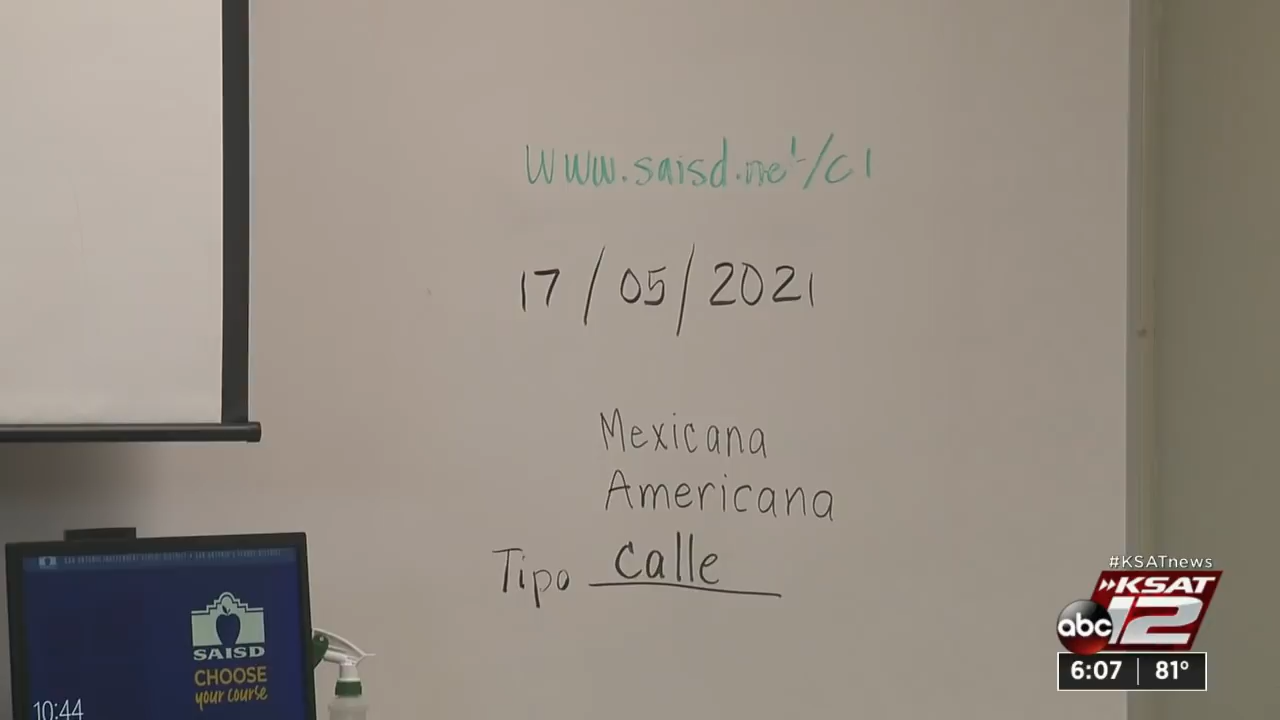 www.saisd.net/cl
17/05/2021
Mexicana
Americana
Tipo Calle
SAISD
CHOOSE
your course
10:44
#KSATnews
KSAT
abc 12
6:07 81°